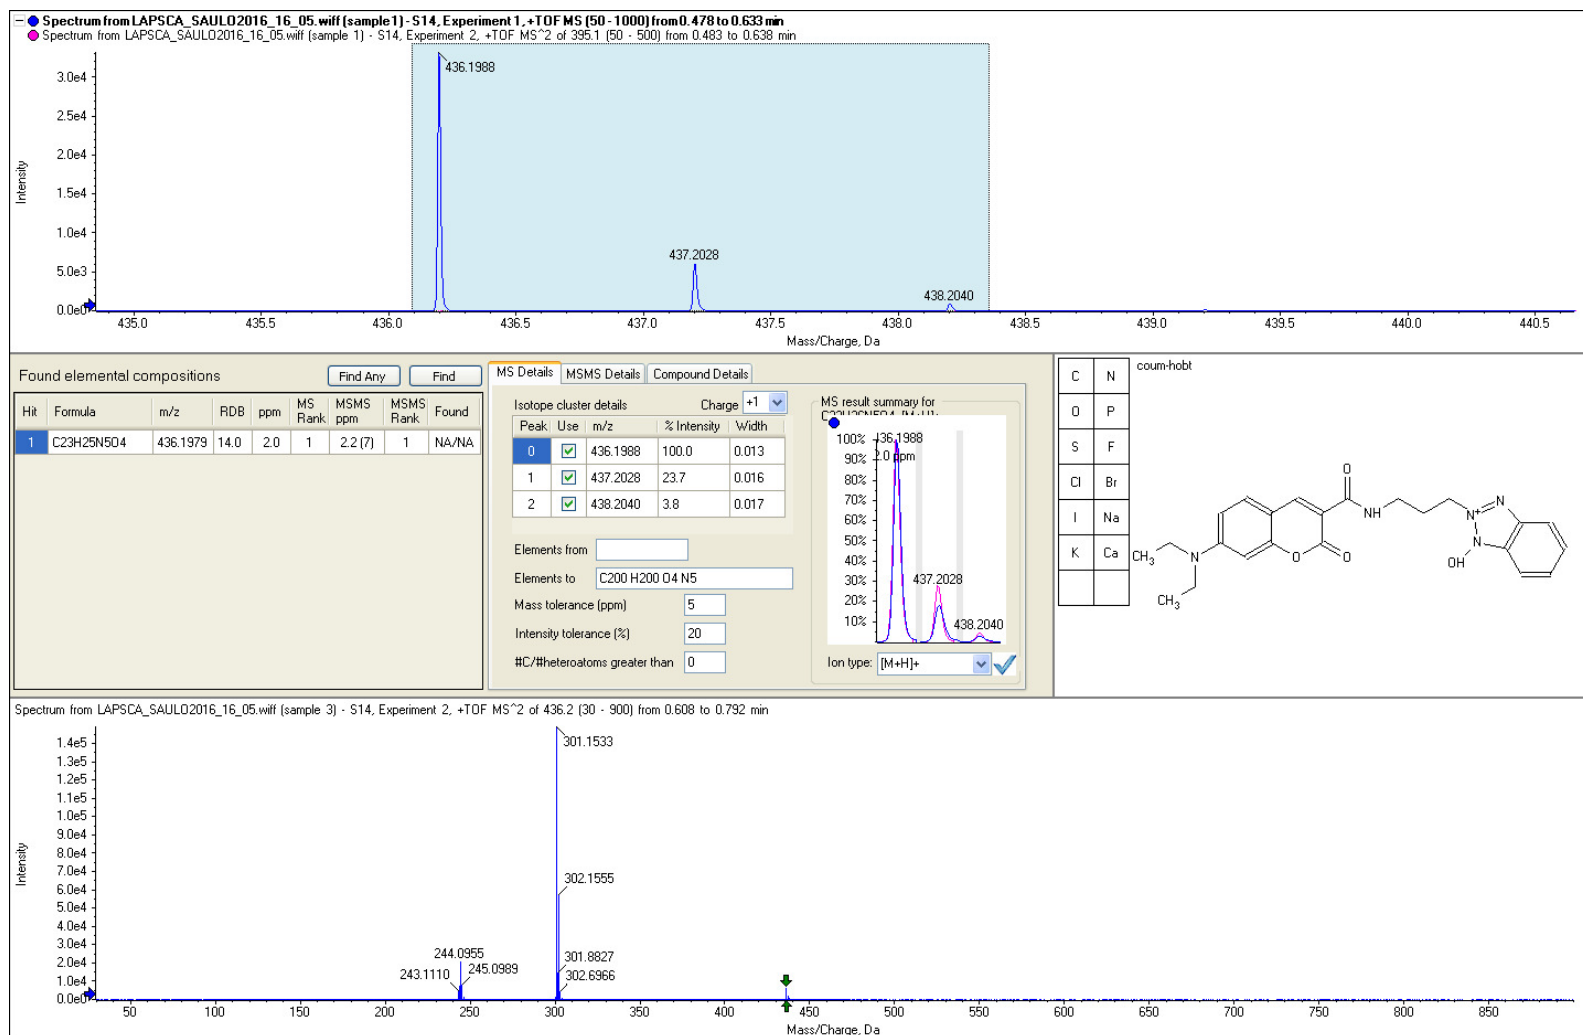 Spectrum from LAPSCA_SAULO2016_16_05.wiff (sample 1) - S14, Experiment 1, +TOF MS (50 - 1000) from 0.478 to 0.633 min
Spectrum from LAPSCA_SAULO2016_16_05.wiff (sample 1) - S14, Experiment 2, +TOF MS^2 of 395.1 (50 - 500) from 0.483 to 0.638 min
436.1988
3.0e4
2.5e4
2.0e4
1.5e4
1.0e4
5.0e3
0.0e0
Intensity
437.2028
438.2040
435.0 435.5 436.0 436.5 437.0 437.5 438.0 438.5 439.0 439.5 440.0 440.5
Mass/Charge, Da
Found elemental compositions
Find Any Find
Hit Formula m/z RDB ppm MS Rank MSMS ppm MSMS Rank Found
1 C23H25N5O4 436.1979 14.0 2.0 1 2.2 (7) 1 NA/NA
MS Details MSMS Details Compound Details
Isotope cluster details Charge +1
Peak Use m/z % Intensity Width
0 436.1988 100.0 0.013
1 437.2028 23.7 0.016
2 438.2040 3.8 0.017
Elements from
Elements to C200 H200 O4 N5
Mass tolerance (ppm) 5
Intensity tolerance (%) 20
#C/#heteroatoms greater than 0
MS result summary for
C23H25N5O4, [M+H]+
436.1988
2.0 ppm
100%
90%
80%
70%
60%
50%
40%
30%
20%
10%
437.2028
438.2040
Ion type: [M+H]+
C N
O P
S F
Cl Br
I Na
K Ca
coum-hobt
O
NH
N+
N
N
OH
O
O
N
CH3
CH3
Spectrum from LAPSCA_SAULO2016_16_05.wiff (sample 3) - S14, Experiment 2, +TOF MS^2 of 436.2 (30 - 900) from 0.608 to 0.792 min
1.4e5
1.3e5
1.2e5
1.1e5
1.0e5
9.0e4
8.0e4
7.0e4
6.0e4
5.0e4
4.0e4
3.0e4
2.0e4
1.0e4
0.0e0
Intensity
301.1533
302.1555
301.8827
302.6966
244.0955
243.1110
245.0989
50 100 150 200 250 300 350 400 450 500 550 600 650 700 750 800 850
Mass/Charge, Da